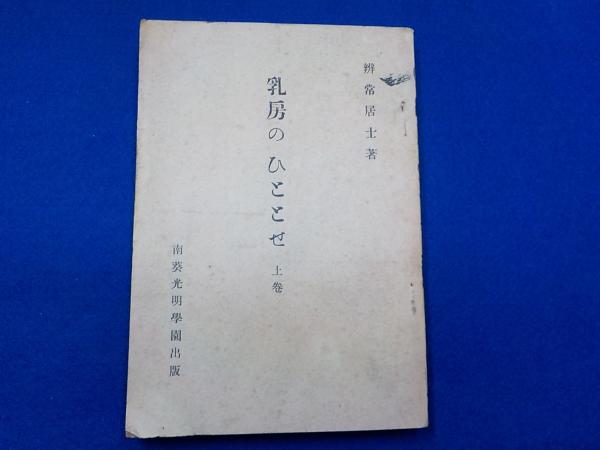 辨常居士著
乳房のひととせ 上卷
南葵光明學園出版